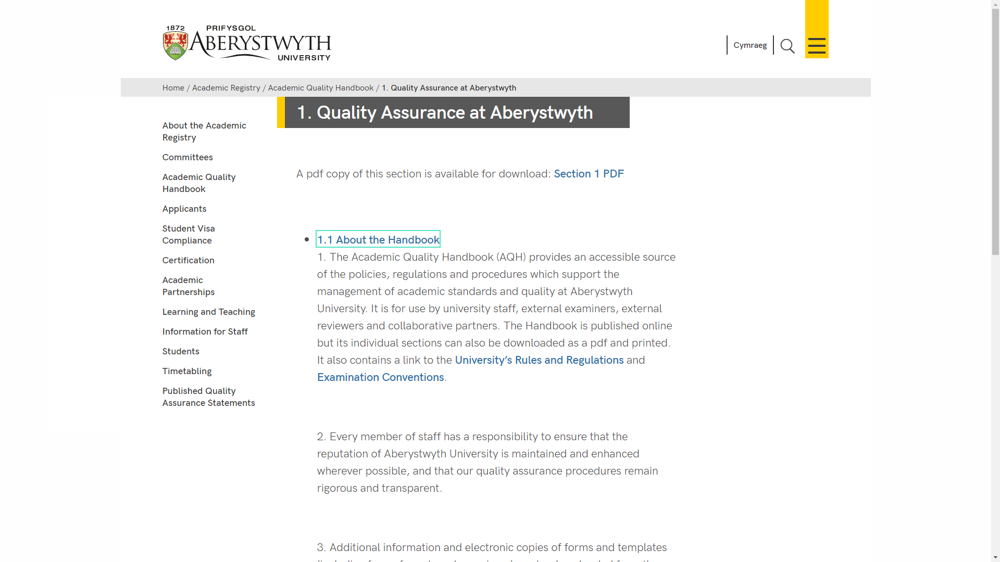 1872
PRIFYSGOL
ABERYSTWYTH
UNIVERSITY
Cymraeg
Home / Academic Registry / Academic Quality Handbook / 1. Quality Assurance at Aberystwyth
1. Quality Assurance at Aberystwyth
About the Academic
Registry
Committees
Academic Quality
Handbook
Applicants
Student Visa
Compliance
Certification
Academic
Partnerships
Learning and Teaching
Information for Staff
Students
Timetabling
Published Quality
Assurance Statements
A pdf copy of this section is available for download: Section 1 PDF
• 1.1 About the Handbook
1. The Academic Quality Handbook (AQH) provides an accessible source
of the policies, regulations and procedures which support the
management of academic standards and quality at Aberystwyth
University. It is for use by university staff, external examiners, external
reviewers and collaborative partners. The Handbook is published online
but its individual sections can also be downloaded as a pdf and printed.
It also contains a link to the University’s Rules and Regulations and
Examination Conventions.
2. Every member of staff has a responsibility to ensure that the
reputation of Aberystwyth University is maintained and enhanced
wherever possible, and that our quality assurance procedures remain
rigorous and transparent.
3. Additional information and electronic copies of forms and templates